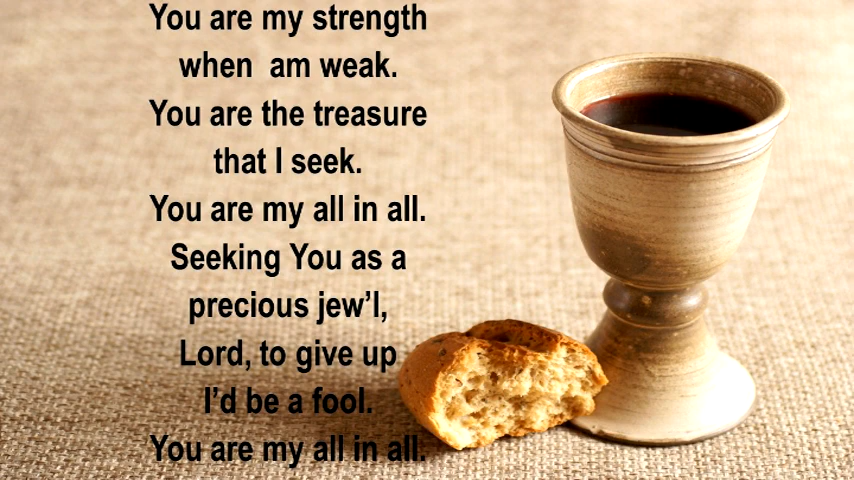 You are my strength
when  am weak.
You are the treasure
that I seek.
You are my all in all.
Seeking You as a
precious jew’l,
Lord, to give up
I’d be a fool.
You are my all in all.